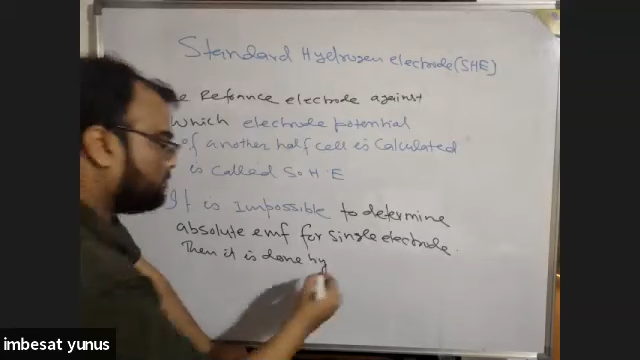 Standard Hydrogen electrode (SHE)
e Refrance electrode against
which electrode potential
of another half cell is calculated
is called S.H.E
It is Impossible to determine
absolute emf for single electrode.
Then it is done by
imbesat yunus